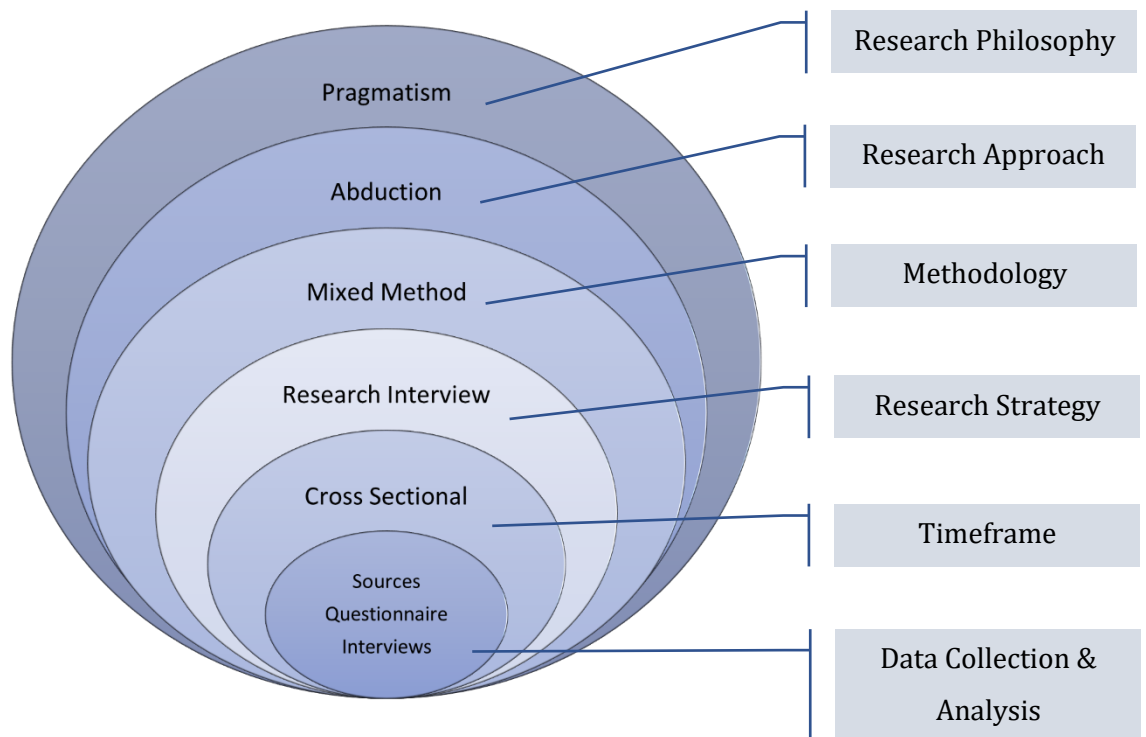 Research Philosophy
Pragmatism
Research Approach
Abduction
Methodology
Mixed Method
Research Interview
Research Strategy
Cross Sectional
Timeframe
Sources
Questionnaire
Interviews
Data Collection &
Analysis